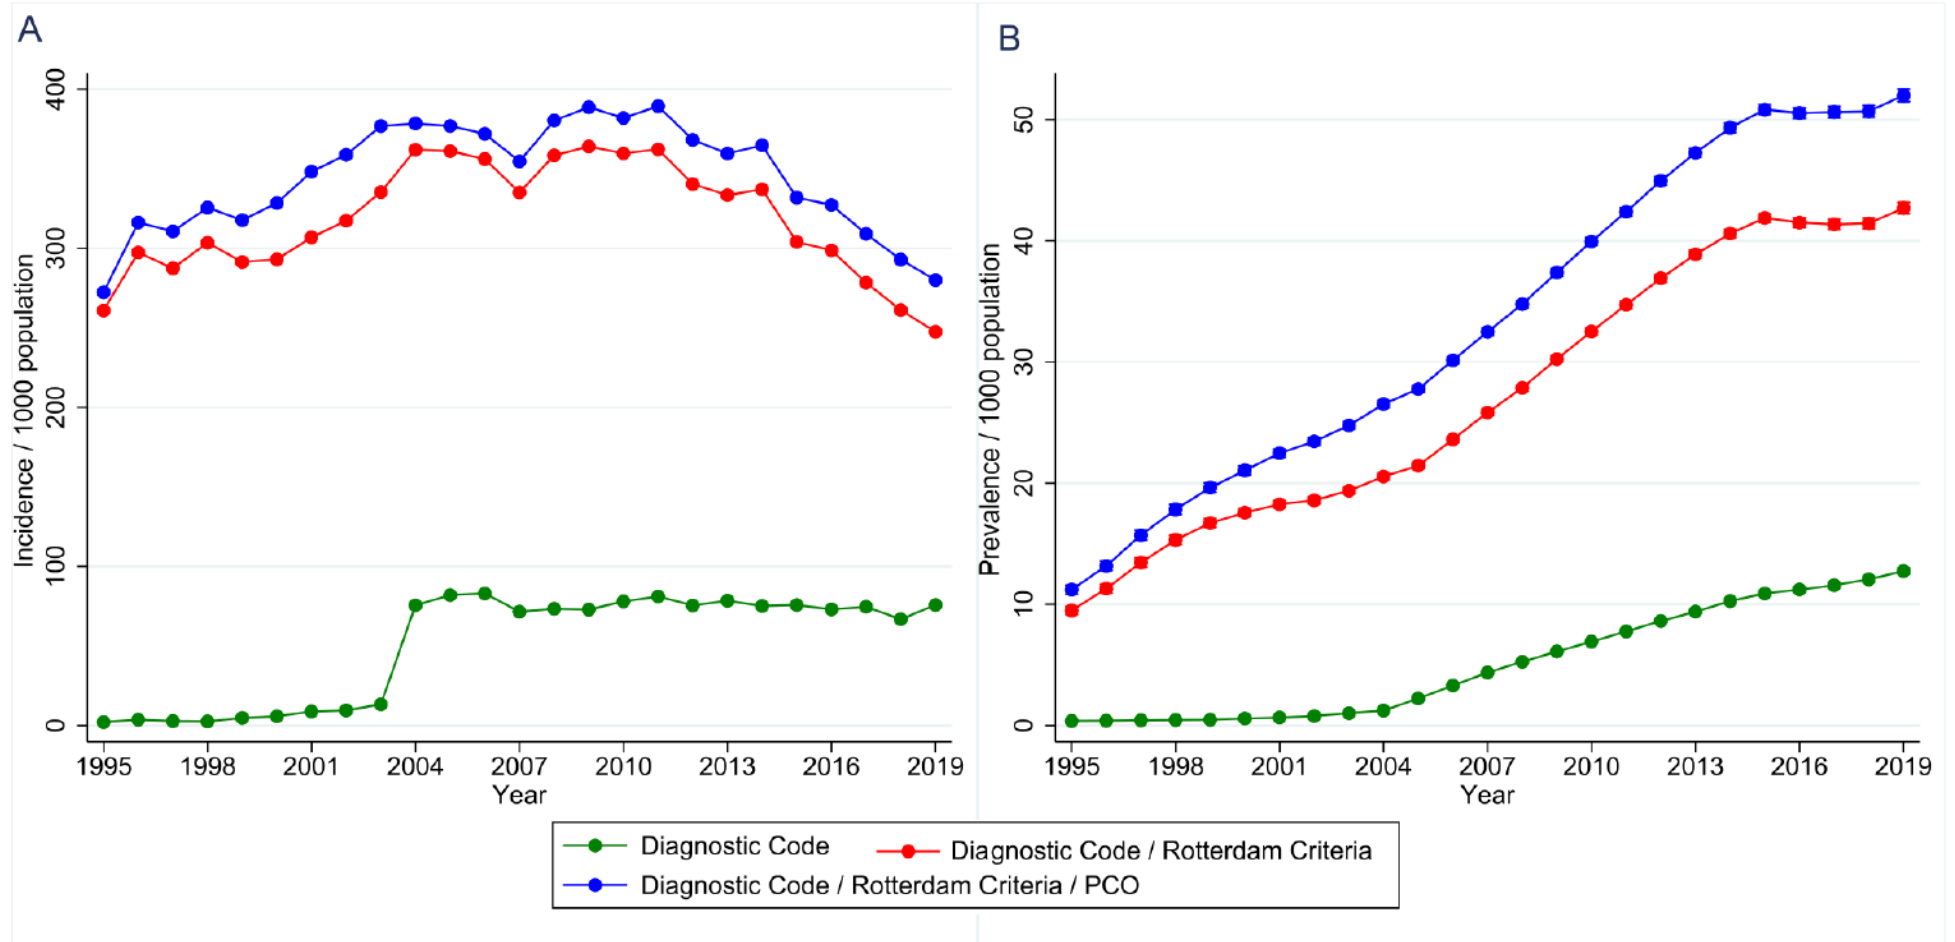 A
Incidence / 1000 population
400
300
200
100
0
1995 1998 2001 2004 2007 2010 2013 2016 2019
Year
B
Prevalence / 1000 population
50
40
30
20
10
0
1995 1998 2001 2004 2007 2010 2013 2016 2019
Year
Diagnostic Code
Diagnostic Code / Rotterdam Criteria
Diagnostic Code / Rotterdam Criteria / PCO